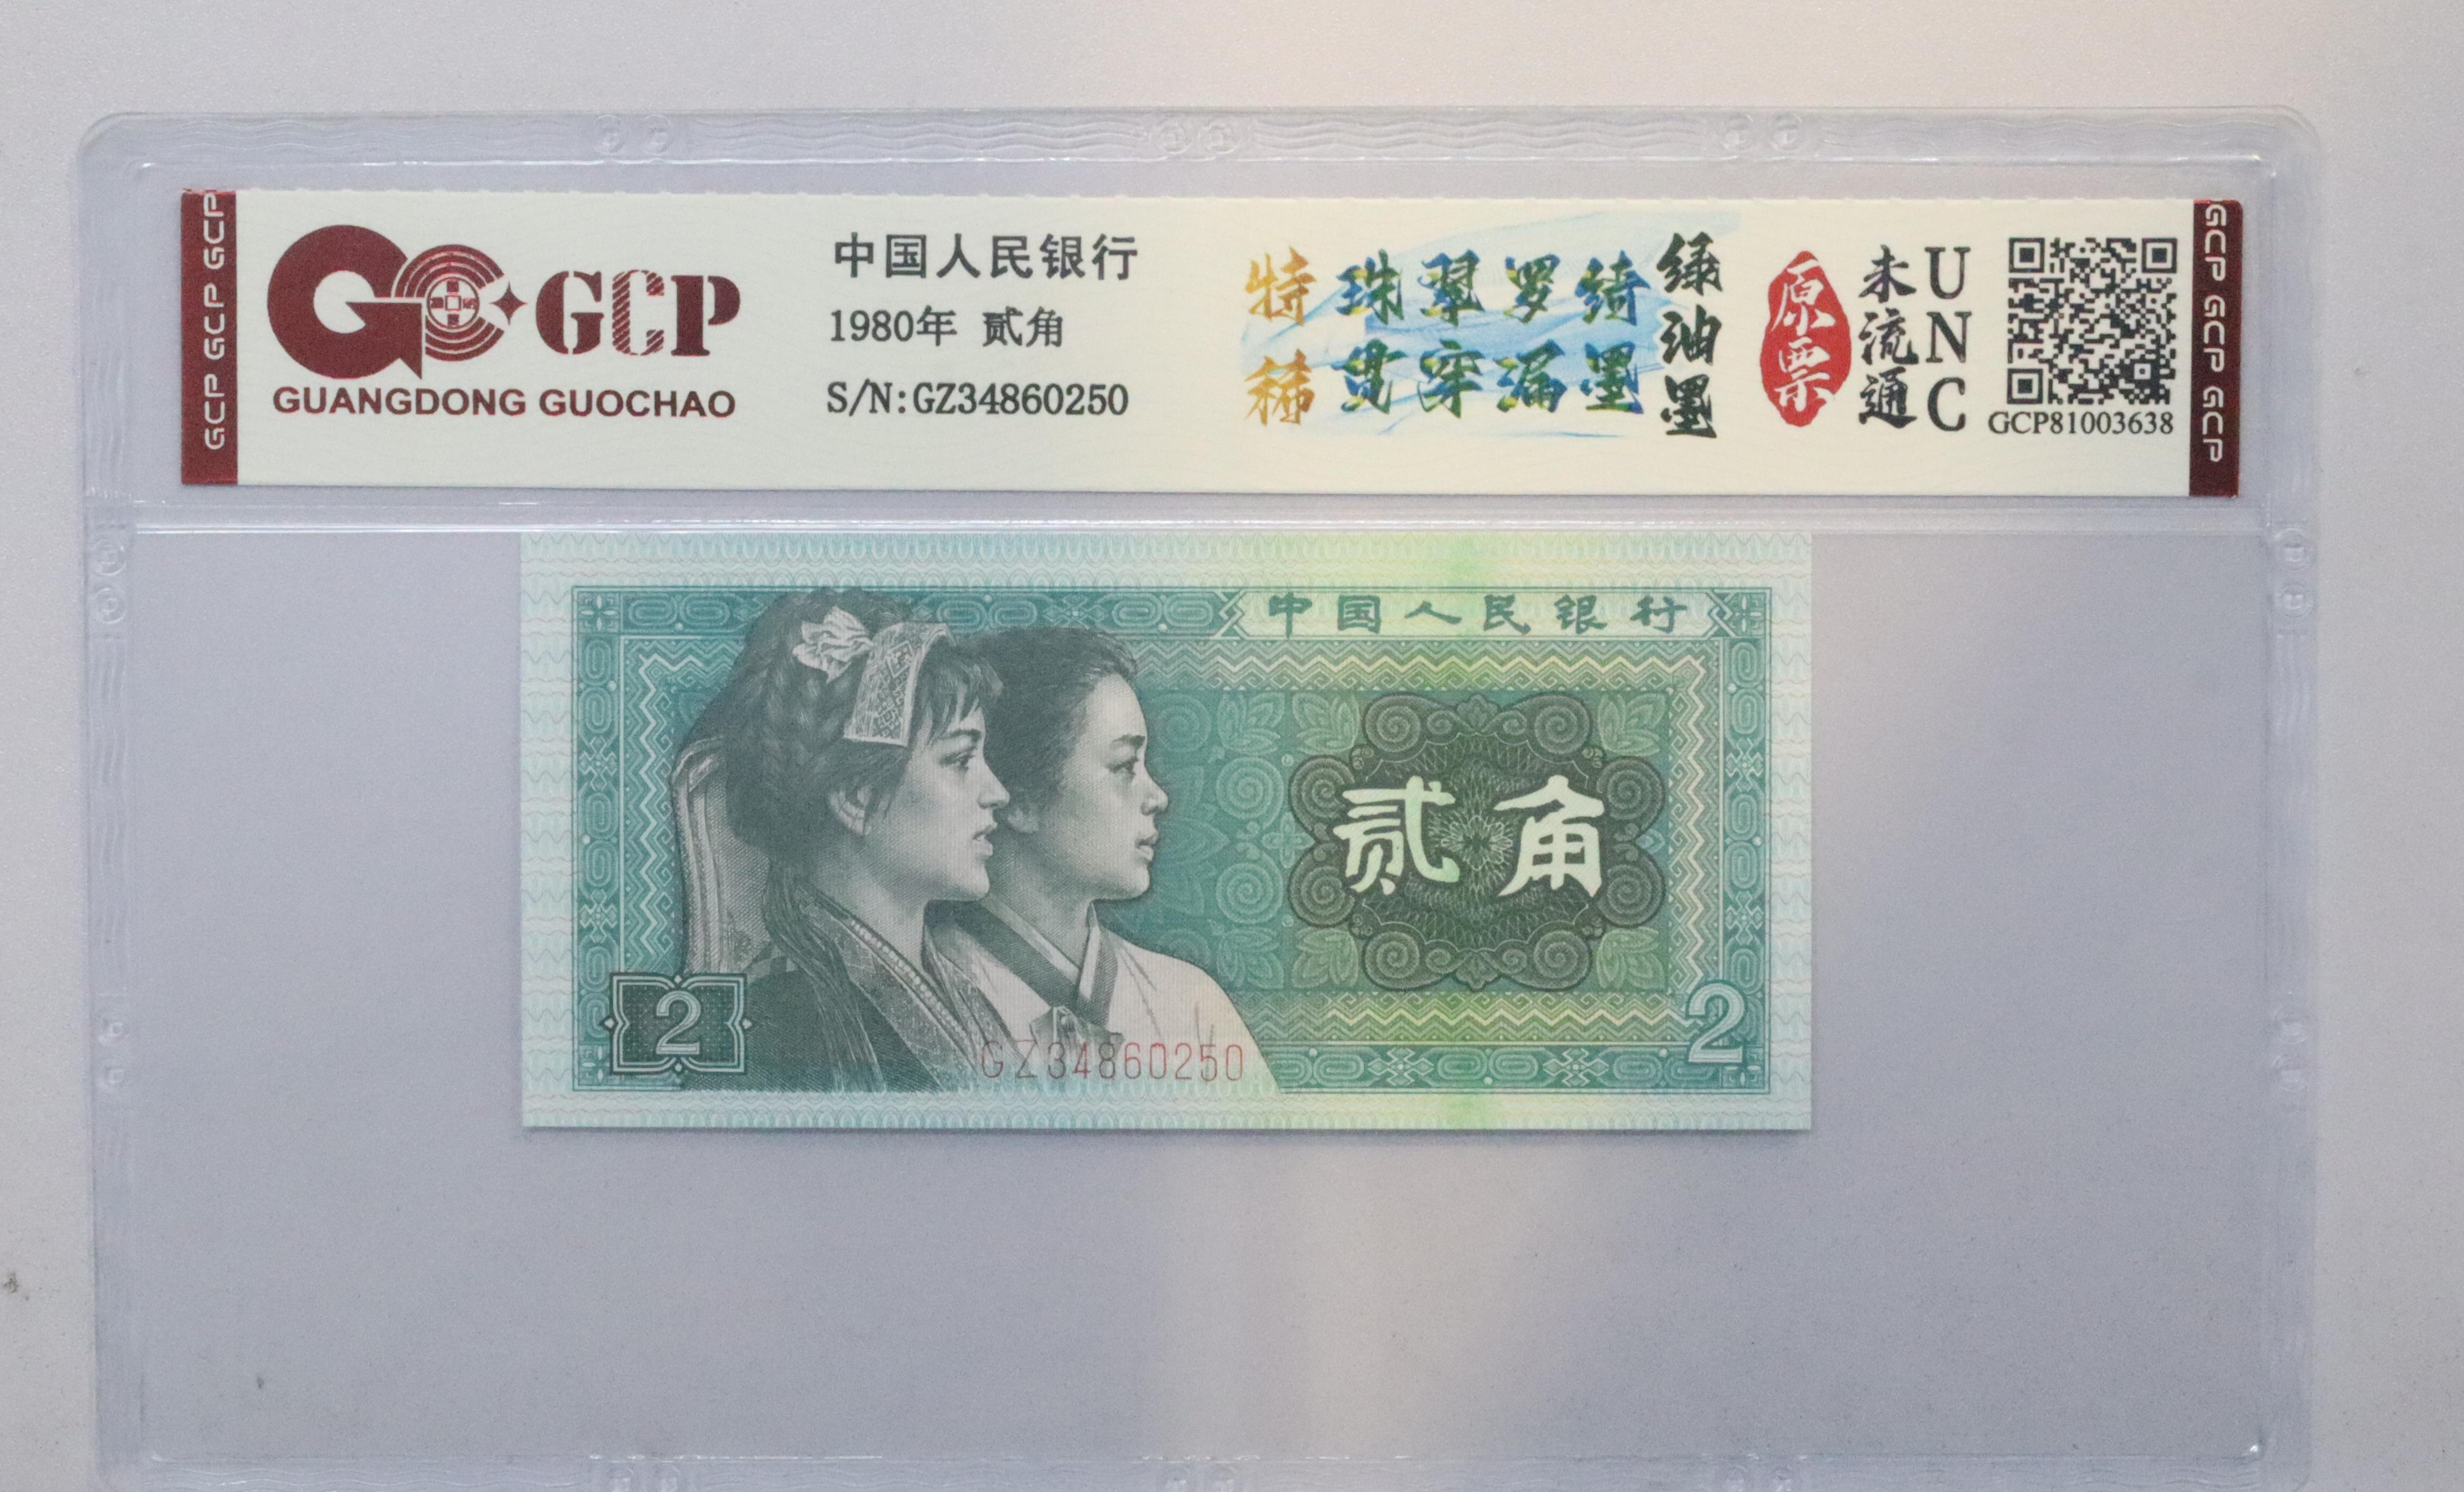 GCP GCP GCP
GCP
GUANGDONG GUOCHAO
中国人民银行
1980年 贰角
S/N:GZ34860250
特稀
珠翠罗绮
贯穿漏墨
绿油墨
原票
未流通
UNC
GCP81003638
GCP GCP GCP
中国人民银行
贰角
2
2
GZ34860250